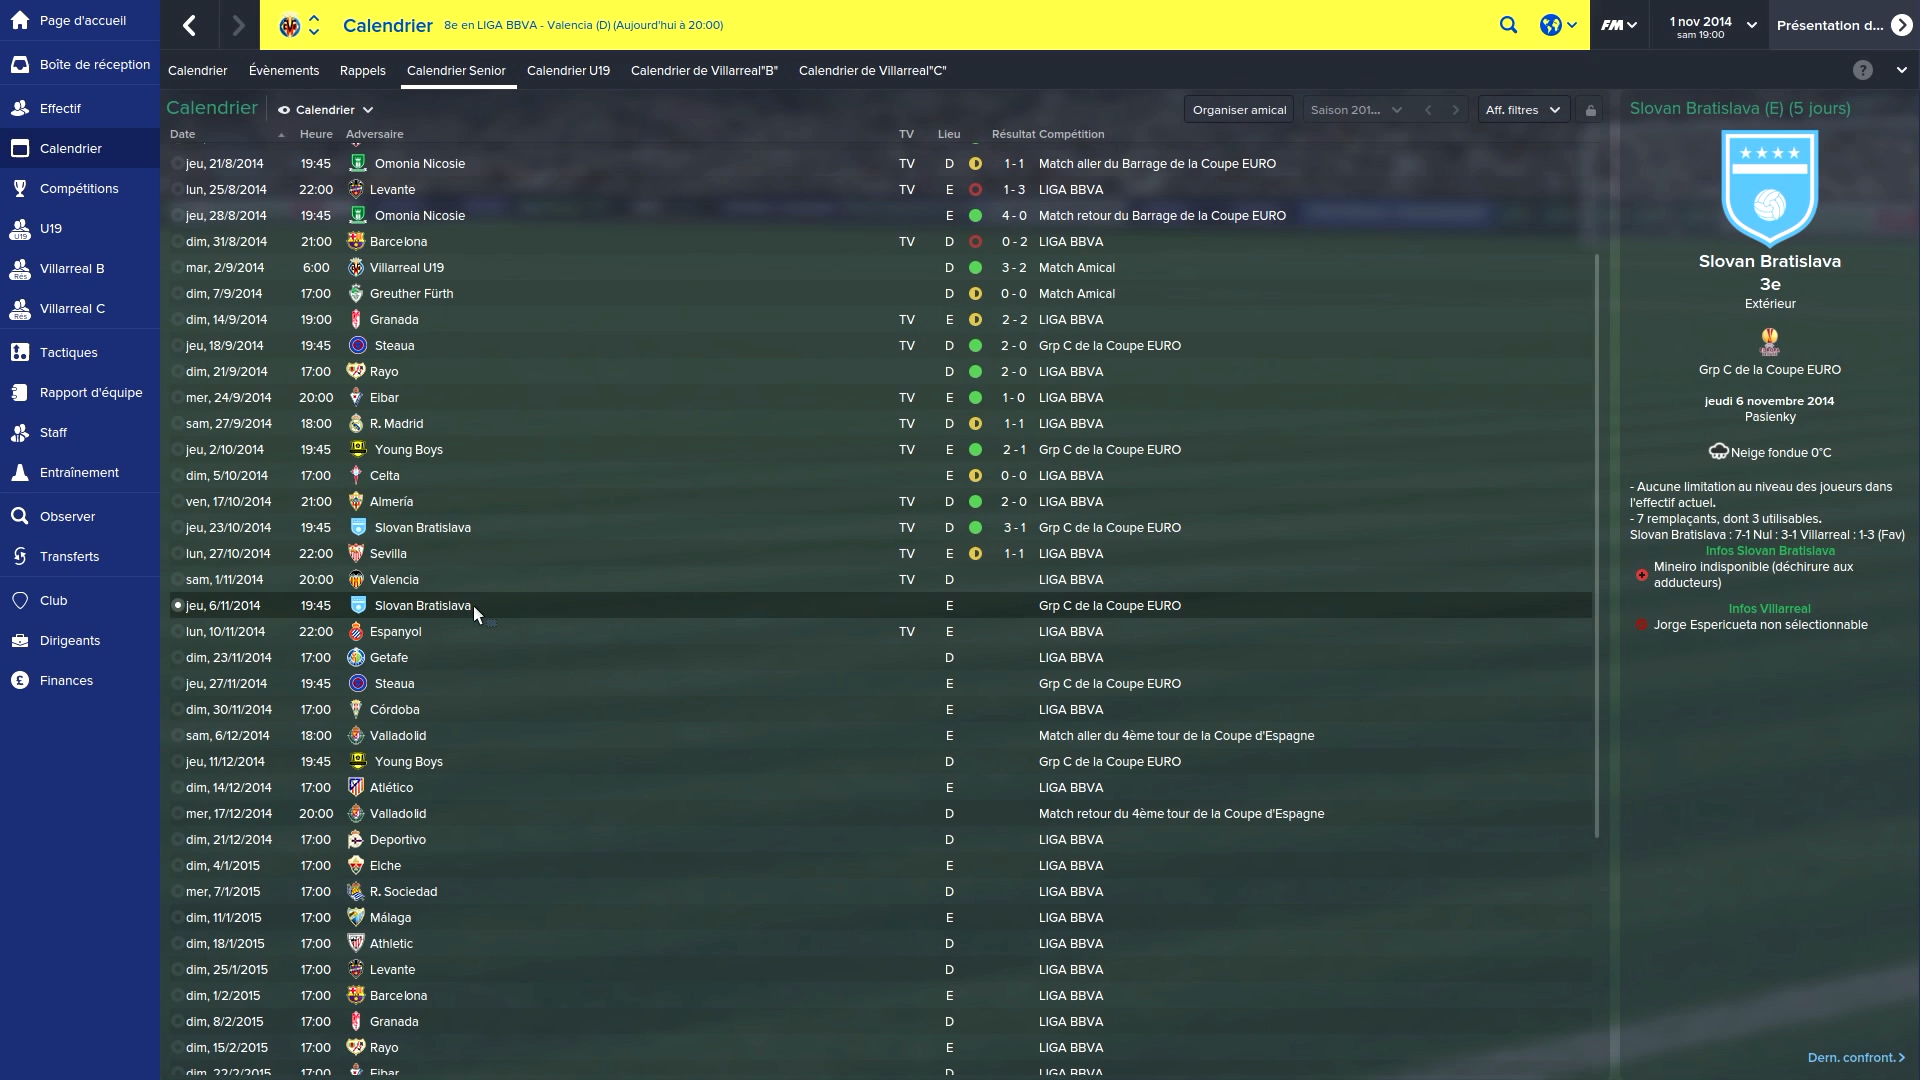 Page d'accueil
Boîte de réception
Effectif
Calendrier
Compétitions
U19
U19
Villarreal B
Rés
Villarreal C
Rés
Tactiques
Rapport d'équipe
Staff
Entraînement
Observer
Transferts
Club
Dirigeants
Finances
Calendrier 8e en LIGA BBVA - Valencia (D) (Aujourd'hui à 20:00)
FM
1 nov 2014
sam 19:00
Présentation d...
Calendrier Évènements Rappels Calendrier Senior Calendrier U19 Calendrier de Villarreal"B" Calendrier de Villarreal"C" ?
Calendrier Calendrier Organiser amical Saison 201... Aff. filtres
Date Heure Adversaire TV Lieu Résultat Compétition
jeu, 21/8/2014 19:45 Omonia Nicosie TV D 1 - 1 Match aller du Barrage de la Coupe EURO
lun, 25/8/2014 22:00 Levante TV E 1 - 3 LIGA BBVA
jeu, 28/8/2014 19:45 Omonia Nicosie E 4 - 0 Match retour du Barrage de la Coupe EURO
dim, 31/8/2014 21:00 Barcelona TV D 0 - 2 LIGA BBVA
mar, 2/9/2014 6:00 Villarreal U19 D 3 - 2 Match Amical
dim, 7/9/2014 17:00 Greuther Fürth D 0 - 0 Match Amical
dim, 14/9/2014 19:00 Granada TV E 2 - 2 LIGA BBVA
jeu, 18/9/2014 19:45 Steaua TV D 2 - 0 Grp C de la Coupe EURO
dim, 21/9/2014 17:00 Rayo D 2 - 0 LIGA BBVA
mer, 24/9/2014 20:00 Eibar TV E 1 - 0 LIGA BBVA
sam, 27/9/2014 18:00 R. Madrid TV D 1 - 1 LIGA BBVA
jeu, 2/10/2014 19:45 Young Boys TV E 2 - 1 Grp C de la Coupe EURO
dim, 5/10/2014 17:00 Celta E 0 - 0 LIGA BBVA
ven, 17/10/2014 21:00 Almería TV D 2 - 0 LIGA BBVA
jeu, 23/10/2014 19:45 Slovan Bratislava TV D 3 - 1 Grp C de la Coupe EURO
lun, 27/10/2014 22:00 Sevilla TV E 1 - 1 LIGA BBVA
sam, 1/11/2014 20:00 Valencia TV D LIGA BBVA
jeu, 6/11/2014 19:45 Slovan Bratislava E Grp C de la Coupe EURO
lun, 10/11/2014 22:00 Espanyol TV E LIGA BBVA
dim, 23/11/2014 17:00 Getafe D LIGA BBVA
jeu, 27/11/2014 19:45 Steaua E Grp C de la Coupe EURO
dim, 30/11/2014 17:00 Córdoba E LIGA BBVA
sam, 6/12/2014 18:00 Valladolid E Match aller du 4ème tour de la Coupe d'Espagne
jeu, 11/12/2014 19:45 Young Boys D Grp C de la Coupe EURO
dim, 14/12/2014 17:00 Atlético E LIGA BBVA
mer, 17/12/2014 20:00 Valladolid D Match retour du 4ème tour de la Coupe d'Espagne
dim, 21/12/2014 17:00 Deportivo D LIGA BBVA
dim, 4/1/2015 17:00 Elche E LIGA BBVA
mer, 7/1/2015 17:00 R. Sociedad D LIGA BBVA
dim, 11/1/2015 17:00 Málaga E LIGA BBVA
dim, 18/1/2015 17:00 Athletic D LIGA BBVA
dim, 25/1/2015 17:00 Levante D LIGA BBVA
dim, 1/2/2015 17:00 Barcelona E LIGA BBVA
dim, 8/2/2015 17:00 Granada D LIGA BBVA
dim, 15/2/2015 17:00 Rayo E LIGA BBVA
dim, 22/2/2015 17:00 Eibar D LIGA BBVA
Slovan Bratislava (E) (5 jours)
Slovan Bratislava
3e
Extérieur
Grp C de la Coupe EURO
jeudi 6 novembre 2014
Pasienky
Neige fondue 0°C
- Aucune limitation au niveau des joueurs dans
l'effectif actuel.
- 7 remplaçants, dont 3 utilisables.
Slovan Bratislava : 7-1 Nul : 3-1 Villarreal : 1-3 (Fav)
Infos Slovan Bratislava
Mineiro indisponible (déchirure aux
adducteurs)
Infos Villarreal
Jorge Espericueta non sélectionnable
Dern. confront.